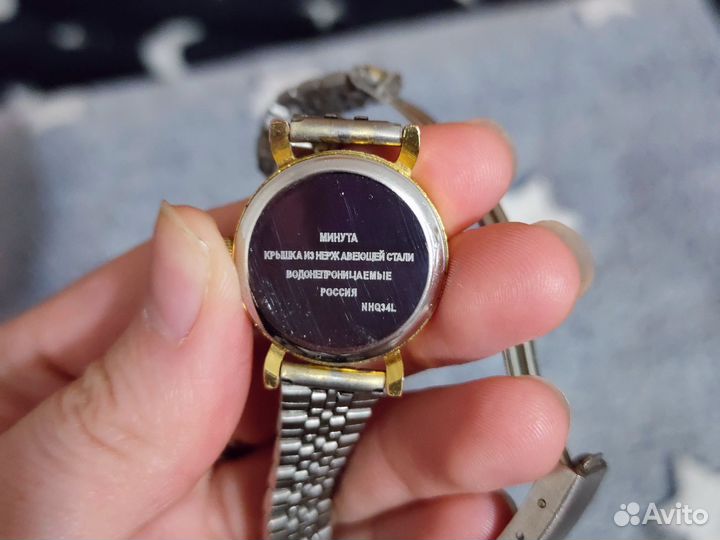 МИНУТА
КРЫШКА ИЗ НЕРЖАВЕЮЩЕЙ СТАЛИ
ВОДОНЕПРОНИЦАЕМЫЕ
РОССИЯ
NHQ34L
Avito